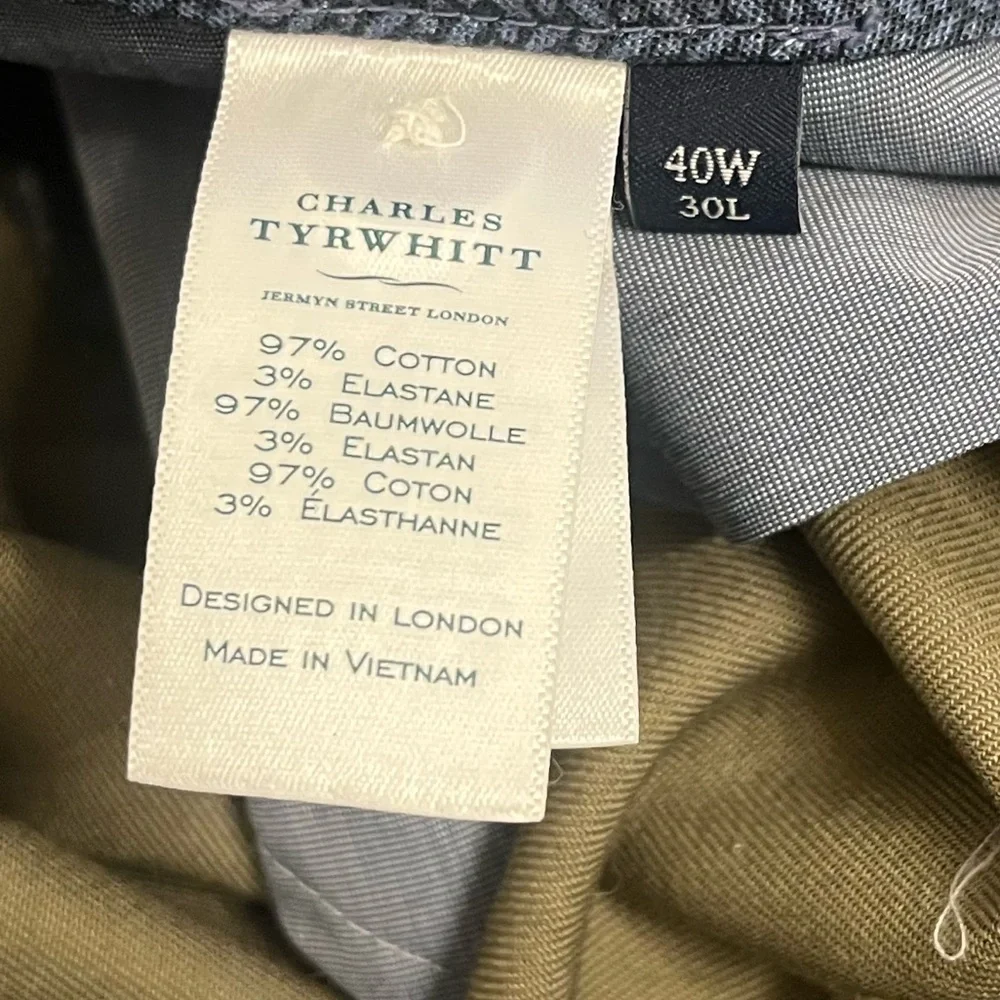 CHARLES
TYRWHITT
JERMYN STREET LONDON
97% COTTON
3% ELASTANE
97% BAUMWOLLE
3% ELASTAN
97% COTON
3% ÉLASTHANNE
DESIGNED IN LONDON
MADE IN VIETNAM
40W
30L